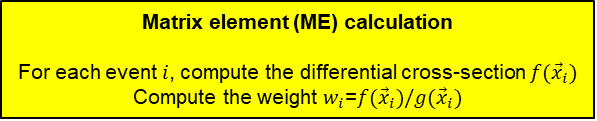 Matrix element (ME) calculation
For each event 𝑖, compute the differential cross-section 𝑓(𝑥⃗ᵢ)
Compute the weight 𝑤ᵢ=𝑓(𝑥⃗ᵢ)/𝑔(𝑥⃗ᵢ)